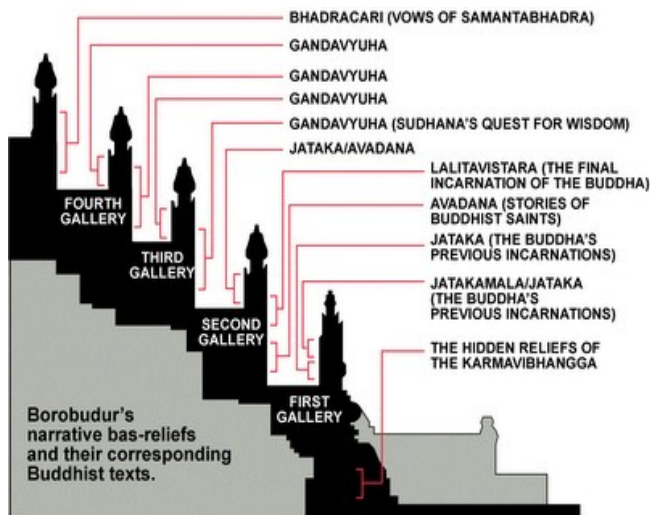 BHADRACARI (VOWS OF SAMANTABHADRA)
GANDAVYUHA
GANDAVYUHA
GANDAVYUHA
GANDAVYUHA (SUDHANA'S QUEST FOR WISDOM)
JATAKA/AVADANA
LALITAVISTARA (THE FINAL
INCARNATION OF THE BUDDHA)
AVADANA (STORIES OF
BUDDHIST SAINTS)
JATAKA (THE BUDDHA'S
PREVIOUS INCARNATIONS)
JATAKAMALA/JATAKA
(THE BUDDHA'S
PREVIOUS INCARNATIONS)
THE HIDDEN RELIEFS OF
THE KARMAVIBHANGGA
FOURTH
GALLERY
THIRD
GALLERY
SECOND
GALLERY
FIRST
GALLERY
Borobudur's
narrative bas-reliefs
and their corresponding
Buddhist texts.